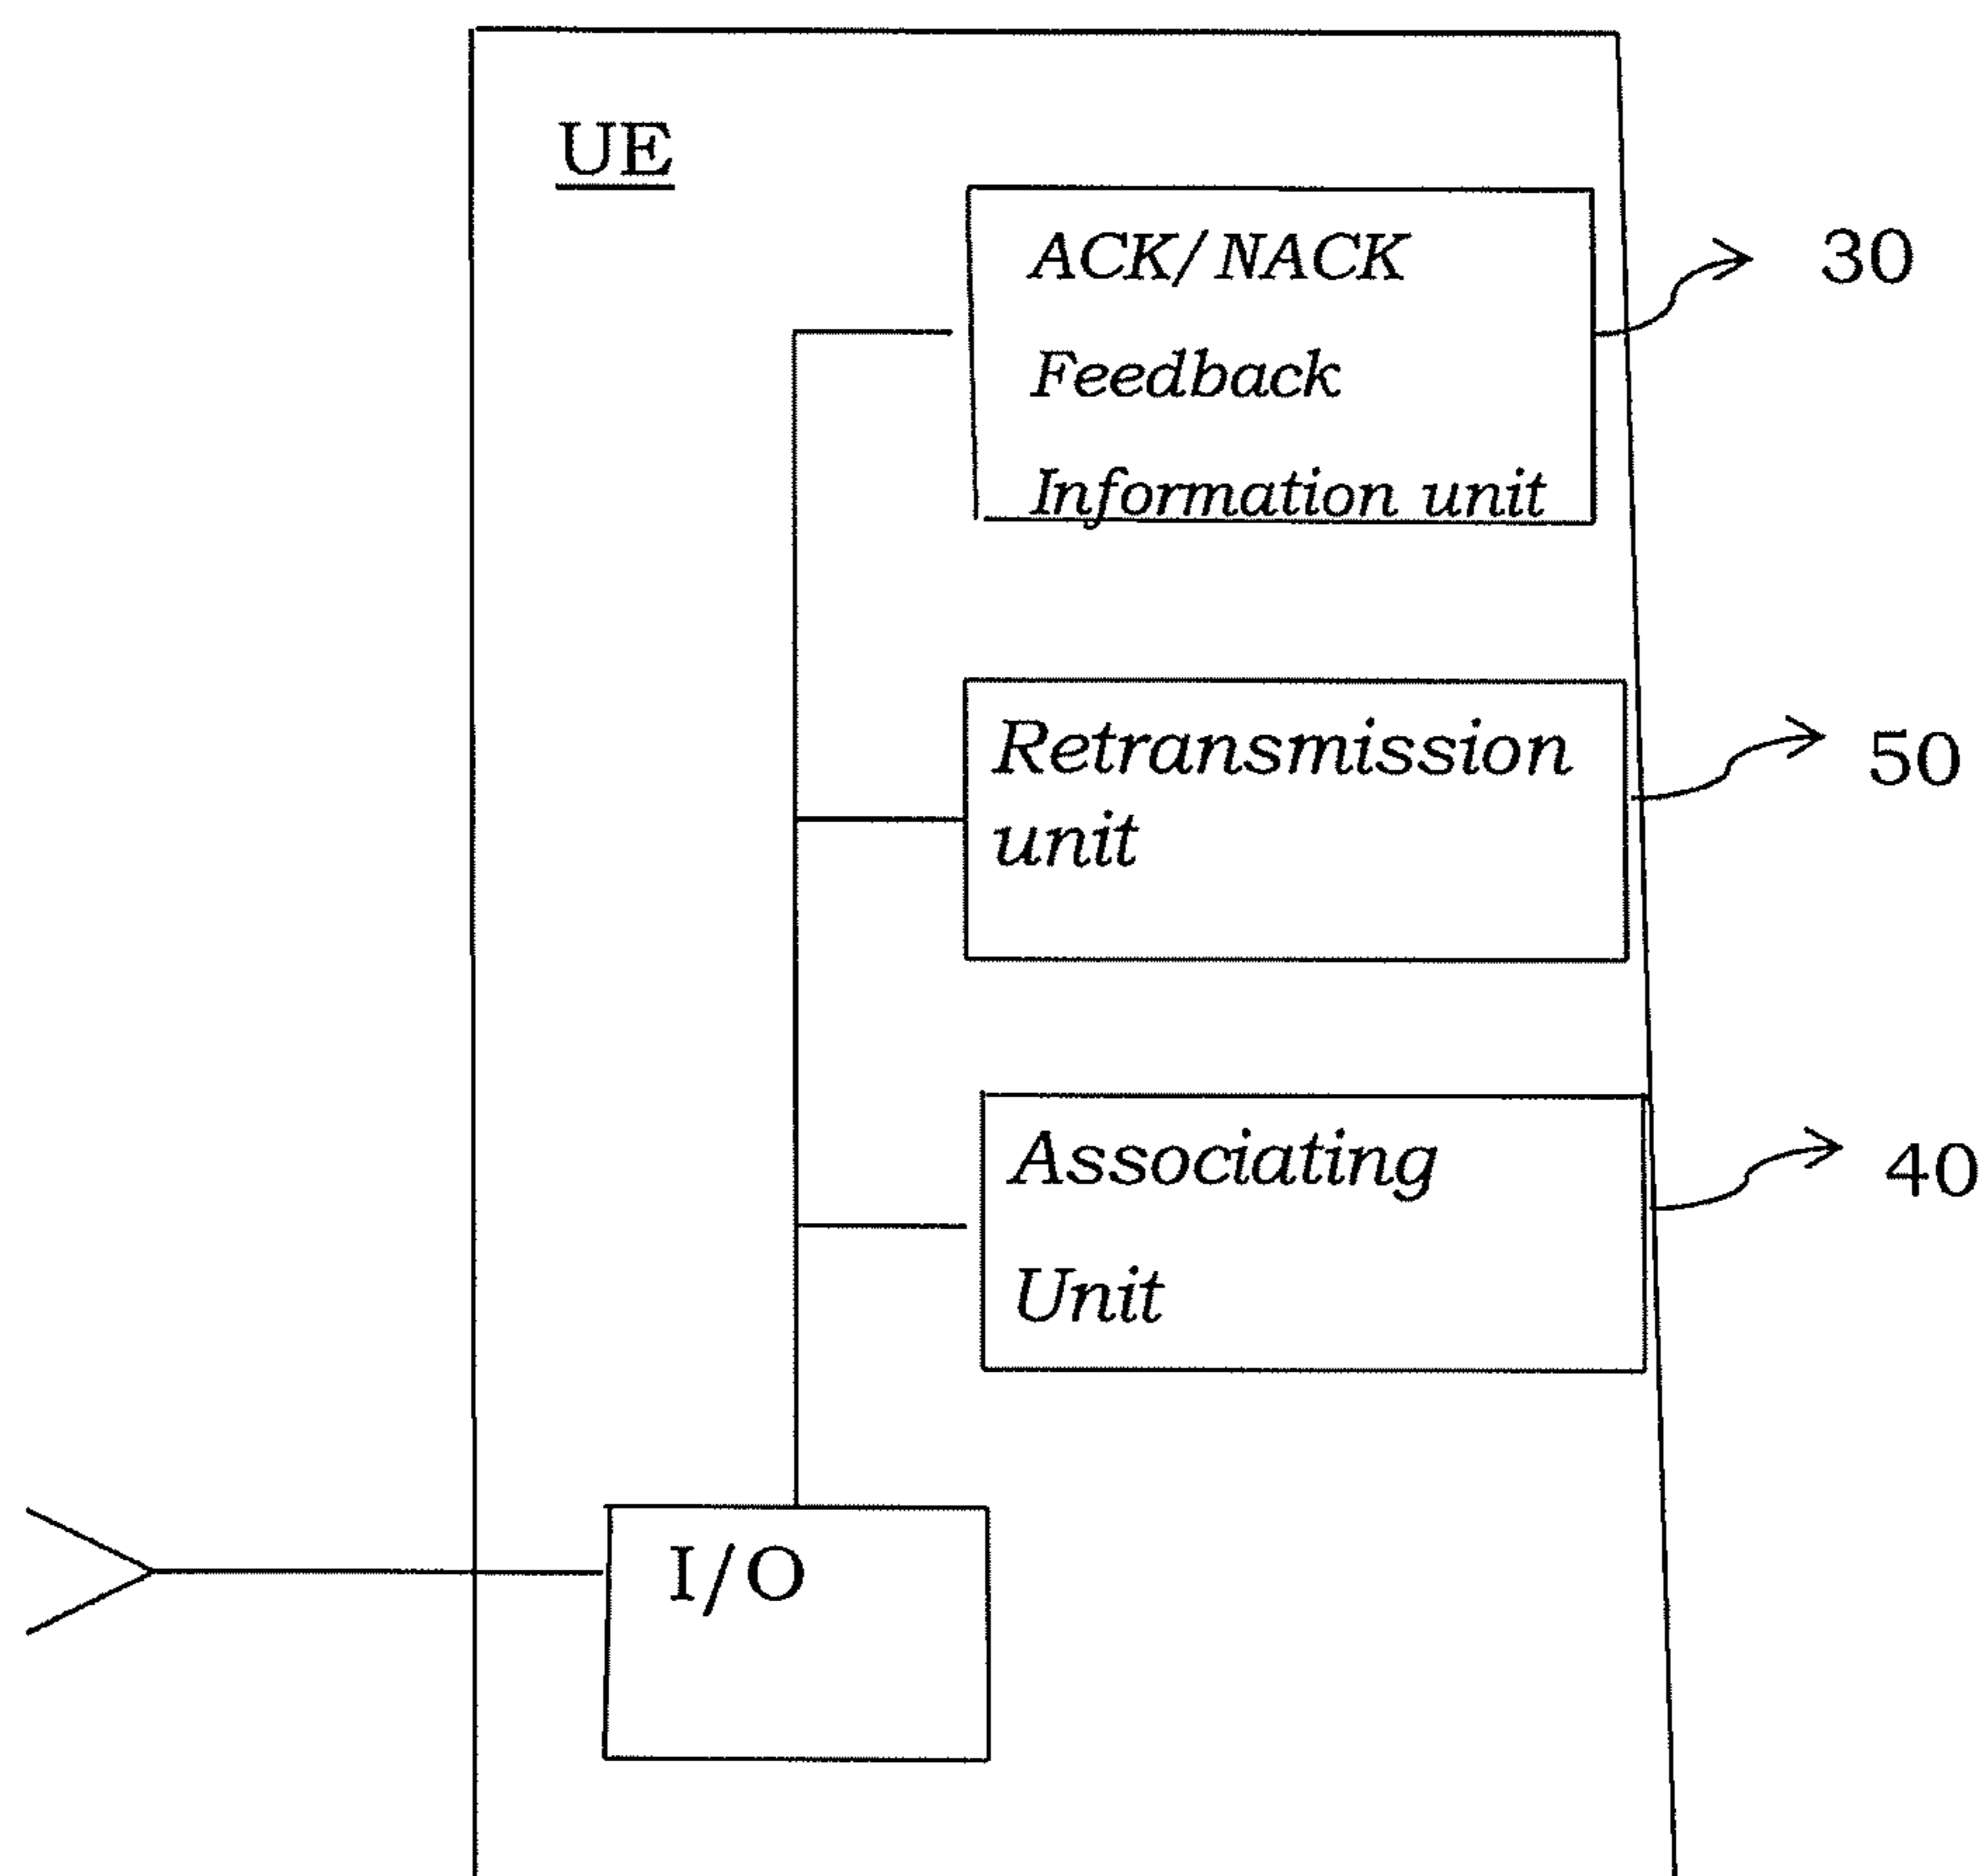 UE
ACK/NACK
Feedback
Information unit
30
Retransmission
unit
50
Associating
Unit
40
I/O